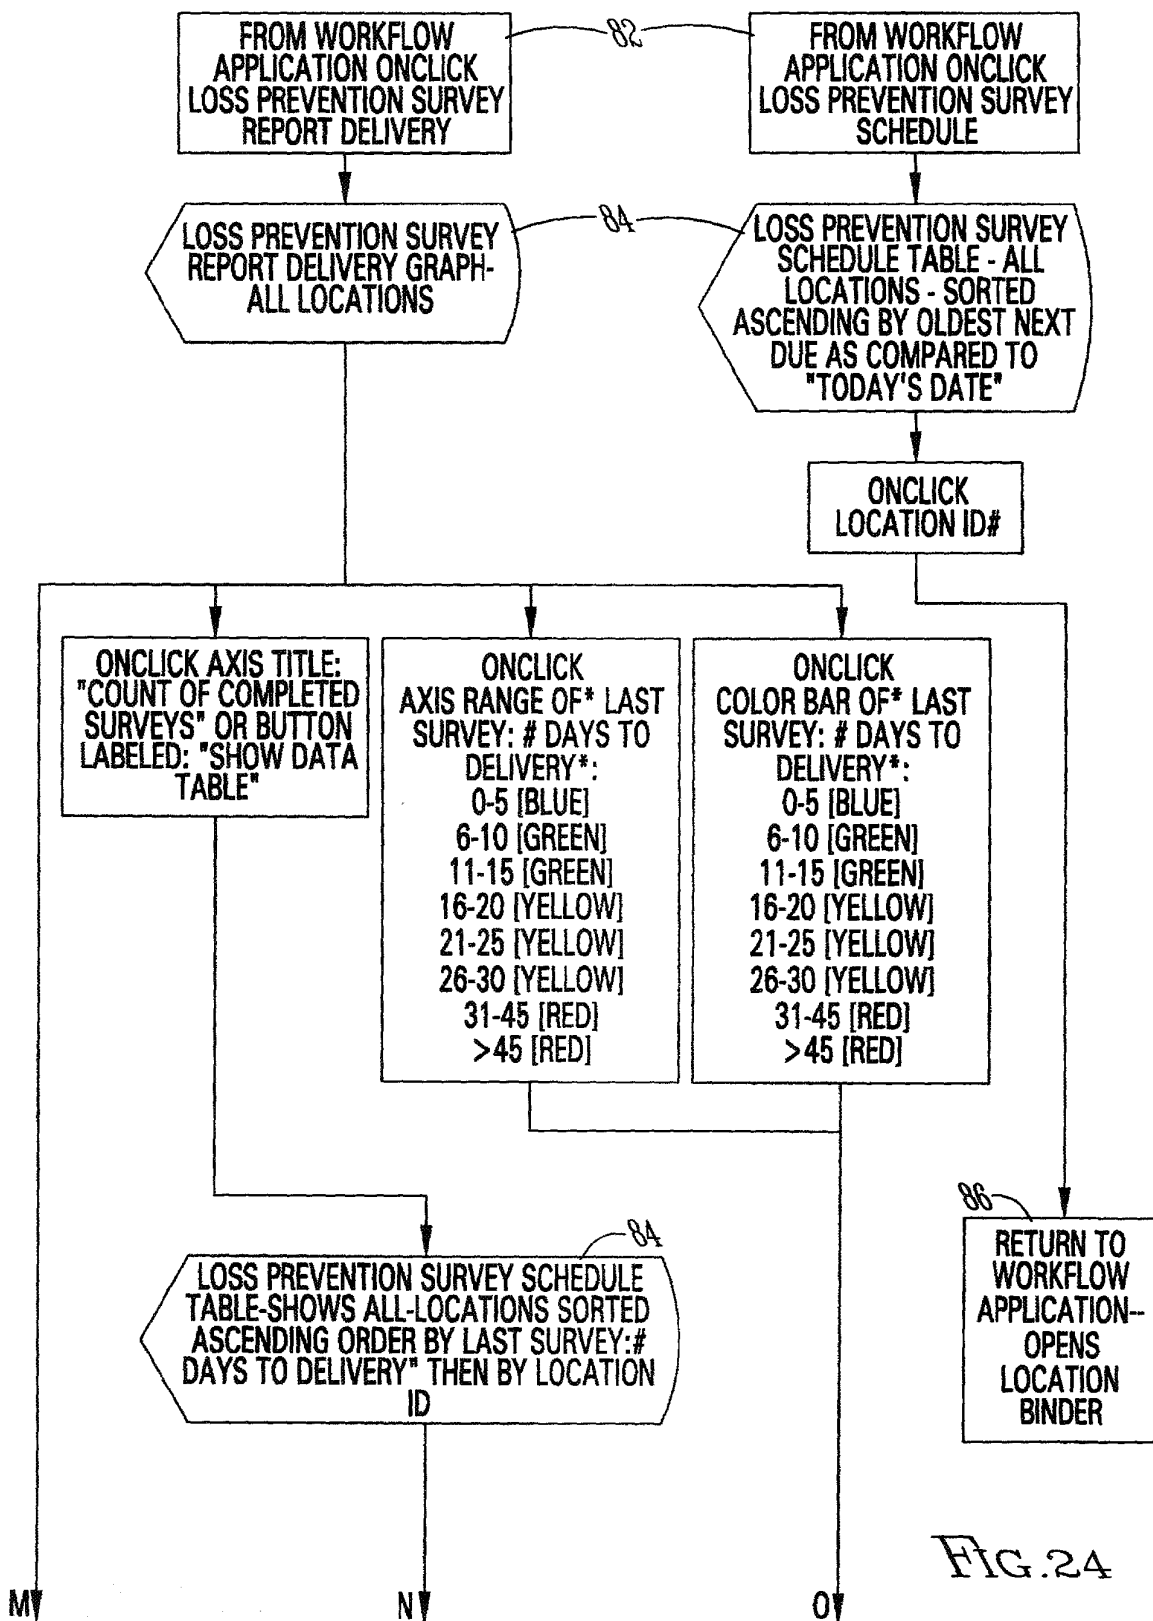 FROM WORKFLOW
APPLICATION ONCLICK
LOSS PREVENTION SURVEY
REPORT DELIVERY
82
FROM WORKFLOW
APPLICATION ONCLICK
LOSS PREVENTION SURVEY
SCHEDULE
LOSS PREVENTION SURVEY
REPORT DELIVERY GRAPH-
ALL LOCATIONS
84
LOSS PREVENTION SURVEY
SCHEDULE TABLE - ALL
LOCATIONS - SORTED
ASCENDING BY OLDEST NEXT
DUE AS COMPARED TO
"TODAY'S DATE"
ONCLICK
LOCATION ID#
ONCLICK AXIS TITLE:
"COUNT OF COMPLETED
SURVEYS" OR BUTTON
LABELED: "SHOW DATA
TABLE"
ONCLICK
AXIS RANGE OF* LAST
SURVEY: # DAYS TO
DELIVERY*:
0-5 [BLUE]
6-10 [GREEN]
11-15 [GREEN]
16-20 [YELLOW]
21-25 [YELLOW]
26-30 [YELLOW]
31-45 [RED]
>45 [RED]
ONCLICK
COLOR BAR OF* LAST
SURVEY: # DAYS TO
DELIVERY*:
0-5 [BLUE]
6-10 [GREEN]
11-15 [GREEN]
16-20 [YELLOW]
21-25 [YELLOW]
26-30 [YELLOW]
31-45 [RED]
>45 [RED]
84
LOSS PREVENTION SURVEY SCHEDULE
TABLE-SHOWS ALL-LOCATIONS SORTED
ASCENDING ORDER BY LAST SURVEY:#
DAYS TO DELIVERY" THEN BY LOCATION
ID
86
RETURN TO
WORKFLOW
APPLICATION--
OPENS
LOCATION
BINDER
M
N
O
FIG.24